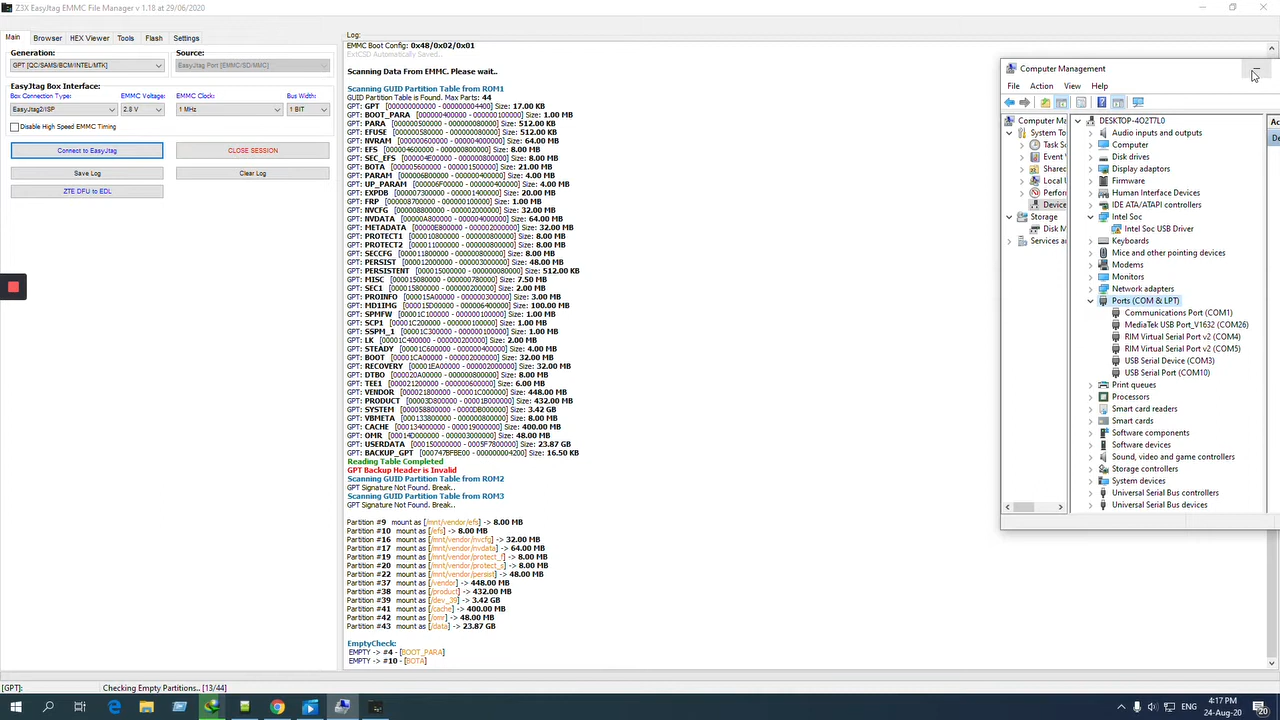 Z3X EasyJtag EMMC File Manager v 1.18 at 29/06/2020
Main Browser HEX Viewer Tools Flash Settings
Generation: Source:
GPT [QC/SAMS/BCM/INTEL/MTK] EasyJtag Port [EMMC/SD/MMC]
EasyJtag Box Interface:
Box Connection Type: EMMC Voltage: EMMC Clock: Bus Width:
EasyJtag2/ISP 2.8 V 1 MHz 1 BIT
Disable High Speed EMMC Timing
Connect to EasyJtag CLOSE SESSION
Save Log Clear Log
ZTE DFU to EDL
Log:
EMMC Boot Config: 0x48/0x02/0x01
ExtCSD Automatically Saved..
Scanning Data From EMMC. Please wait..
Scanning GUID Partition Table from ROM1
GUID Partition Table is Found. Max Parts: 44
GPT: GPT [000000000000 - 000000004400] Size: 17.00 KB
GPT: BOOT_PARA [000000400000 - 000000100000] Size: 1.00 MB
GPT: PARA [000000500000 - 000000080000] Size: 512.00 KB
GPT: EFUSE [000000580000 - 000000080000] Size: 512.00 KB
GPT: NVRAM [000000600000 - 000004000000] Size: 64.00 MB
GPT: EFS [000004600000 - 000000800000] Size: 8.00 MB
GPT: SEC_EFS [000004E00000 - 000000800000] Size: 8.00 MB
GPT: BOTA [000005600000 - 000001500000] Size: 21.00 MB
GPT: PARAM [000006B00000 - 000000400000] Size: 4.00 MB
GPT: UP_PARAM [000006F00000 - 000000400000] Size: 4.00 MB
GPT: EXPDB [000007300000 - 000001400000] Size: 20.00 MB
GPT: FRP [000008700000 - 000000100000] Size: 1.00 MB
GPT: NVCFG [000008800000 - 000002000000] Size: 32.00 MB
GPT: NVDATA [00000A800000 - 000004000000] Size: 64.00 MB
GPT: METADATA [00000E800000 - 000002000000] Size: 32.00 MB
GPT: PROTECT1 [000010800000 - 000000800000] Size: 8.00 MB
GPT: PROTECT2 [000011000000 - 000000800000] Size: 8.00 MB
GPT: SECCFG [000011800000 - 000000800000] Size: 8.00 MB
GPT: PERSIST [000012000000 - 000003000000] Size: 48.00 MB
GPT: PERSISTENT [000015000000 - 000000080000] Size: 512.00 KB
GPT: MISC [000015080000 - 000000780000] Size: 7.50 MB
GPT: SEC1 [000015800000 - 000000200000] Size: 2.00 MB
GPT: PROINFO [000015A00000 - 000000300000] Size: 3.00 MB
GPT: MD1IMG [000015D00000 - 000006400000] Size: 100.00 MB
GPT: SPMFW [00001C100000 - 000000100000] Size: 1.00 MB
GPT: SCP1 [00001C200000 - 000000100000] Size: 1.00 MB
GPT: SSPM_1 [00001C300000 - 000000100000] Size: 1.00 MB
GPT: LK [00001C400000 - 000000200000] Size: 2.00 MB
GPT: STEADY [00001C600000 - 000000400000] Size: 4.00 MB
GPT: BOOT [00001CA00000 - 000002000000] Size: 32.00 MB
GPT: RECOVERY [00001EA00000 - 000002000000] Size: 32.00 MB
GPT: DTBO [000020A00000 - 000000800000] Size: 8.00 MB
GPT: TEE1 [000021200000 - 000000600000] Size: 6.00 MB
GPT: VENDOR [000021800000 - 00001C000000] Size: 448.00 MB
GPT: PRODUCT [00003D800000 - 00001B000000] Size: 432.00 MB
GPT: SYSTEM [000058800000 - 0000DB000000] Size: 3.42 GB
GPT: VBMETA [000133800000 - 000000800000] Size: 8.00 MB
GPT: CACHE [000134000000 - 000019000000] Size: 400.00 MB
GPT: OMR [00014D000000 - 000003000000] Size: 48.00 MB
GPT: USERDATA [000150000000 - 0005F7800000] Size: 23.87 GB
GPT: BACKUP_GPT [000747BFBE00 - 000000004200] Size: 16.50 KB
Reading Table Completed
GPT Backup Header is Invalid
Scanning GUID Partition Table from ROM2
GPT Signature Not Found. Break..
Scanning GUID Partition Table from ROM3
GPT Signature Not Found. Break..
Partition #9 mount as [/mnt/vendor/efs] -> 8.00 MB
Partition #10 mount as [/efs] -> 8.00 MB
Partition #16 mount as [/mnt/vendor/nvcfg] -> 32.00 MB
Partition #17 mount as [/mnt/vendor/nvdata] -> 64.00 MB
Partition #19 mount as [/mnt/vendor/protect_f] -> 8.00 MB
Partition #20 mount as [/mnt/vendor/protect_s] -> 8.00 MB
Partition #22 mount as [/mnt/vendor/persist] -> 48.00 MB
Partition #37 mount as [/vendor] -> 448.00 MB
Partition #38 mount as [/product] -> 432.00 MB
Partition #39 mount as [/dev_39] -> 3.42 GB
Partition #41 mount as [/cache] -> 400.00 MB
Partition #42 mount as [/omr] -> 48.00 MB
Partition #43 mount as [/data] -> 23.87 GB
EmptyCheck:
EMPTY -> #4 - [BOOT_PARA]
EMPTY -> #10 - [BOTA]
Computer Management
File Action View Help
Computer Ma
System To
Task Sc
Event
Shared
Local
Perfor
Device
Storage
Disk M
Services a
DESKTOP-4O2T7L0
Audio inputs and outputs
Computer
Disk drives
Display adaptors
Firmware
Human Interface Devices
IDE ATA/ATAPI controllers
Intel Soc
Intel Soc USB Driver
Keyboards
Mice and other pointing devices
Modems
Monitors
Network adapters
Ports (COM & LPT)
Communications Port (COM1)
MediaTek USB Port_V1632 (COM26)
RIM Virtual Serial Port v2 (COM4)
RIM Virtual Serial Port v2 (COM5)
USB Serial Device (COM3)
USB Serial Port (COM10)
Print queues
Processors
Smart card readers
Smart cards
Software components
Software devices
Sound, video and game controllers
Storage controllers
System devices
Universal Serial Bus controllers
Universal Serial Bus devices
Ac
De
[GPT]: Checking Empty Partitions.. [13/44]
ENG
4:17 PM
24-Aug-20
20